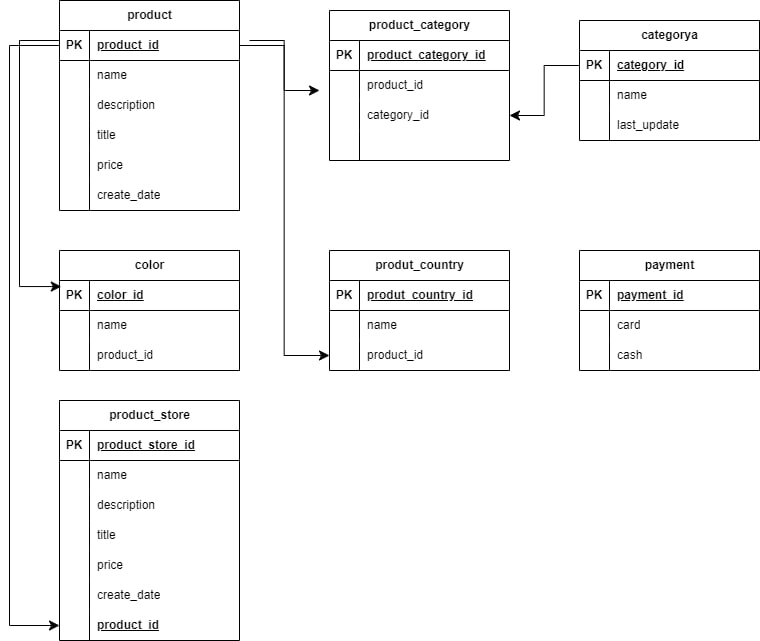 product
PK product_id
name
description
title
price
create_date
product_category
PK product_category_id
product_id
category_id
categorya
PK category_id
name
last_update
color
PK color_id
name
product_id
produt_country
PK produt_country_id
name
product_id
payment
PK payment_id
card
cash
product_store
PK product_store_id
name
description
title
price
create_date
product_id